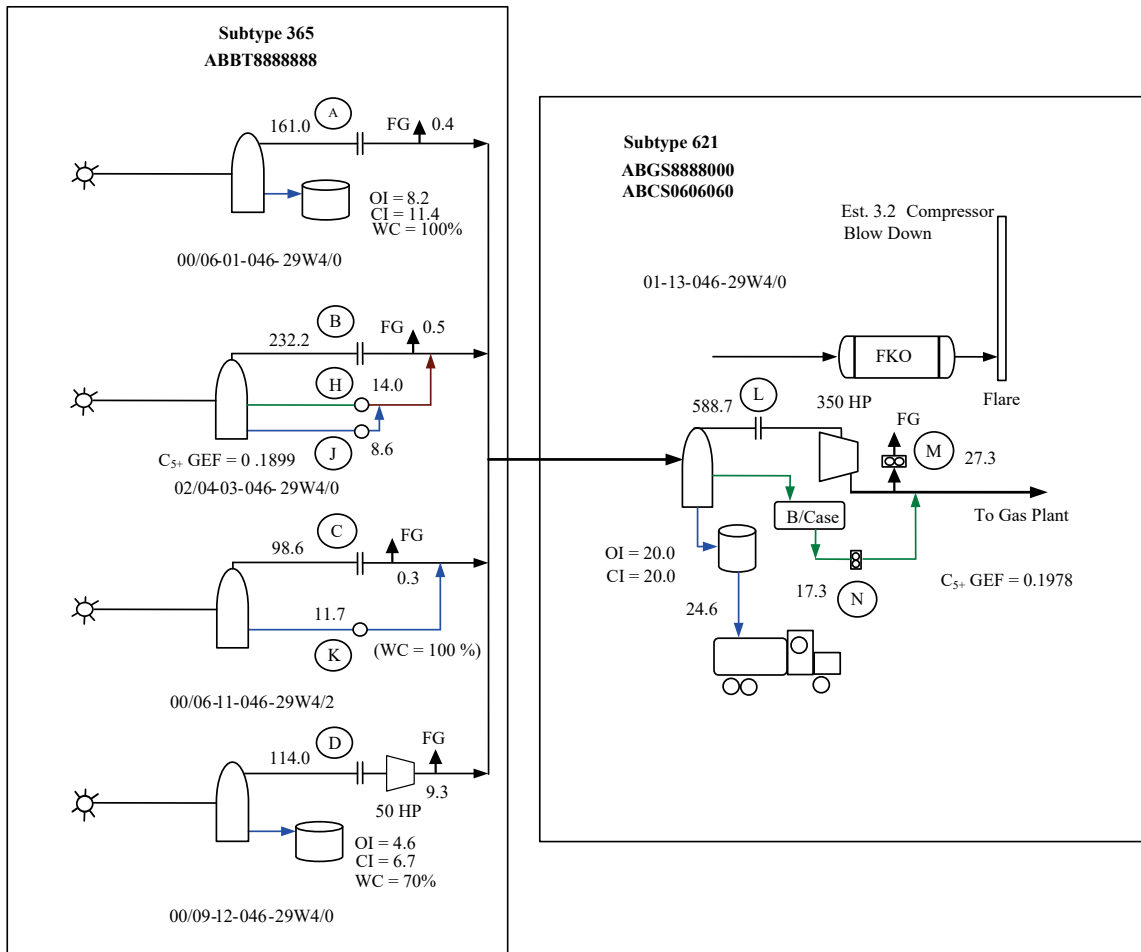 Subtype 365
ABBT8888888
A
161.0
FG
0.4
OI = 8.2
CI = 11.4
WC = 100%
00/06-01-046-29W4/0
B
232.2
FG
0.5
H
14.0
J
8.6
C5+ GEF = 0 .1899
02/04-03-046-29W4/0
C
98.6
FG
0.3
11.7
K
(WC = 100 %)
00/06-11-046-29W4/2
D
114.0
FG
9.3
50 HP
OI = 4.6
CI = 6.7
WC = 70%
00/09-12-046-29W4/0
Subtype 621
ABGS8888000
ABCS0606060
Est. 3.2 Compressor
Blow Down
01-13-046-29W4/0
FKO
Flare
L
588.7
350 HP
FG
M
27.3
To Gas Plant
B/Case
OI = 20.0
CI = 20.0
17.3
N
C5+ GEF = 0.1978
24.6